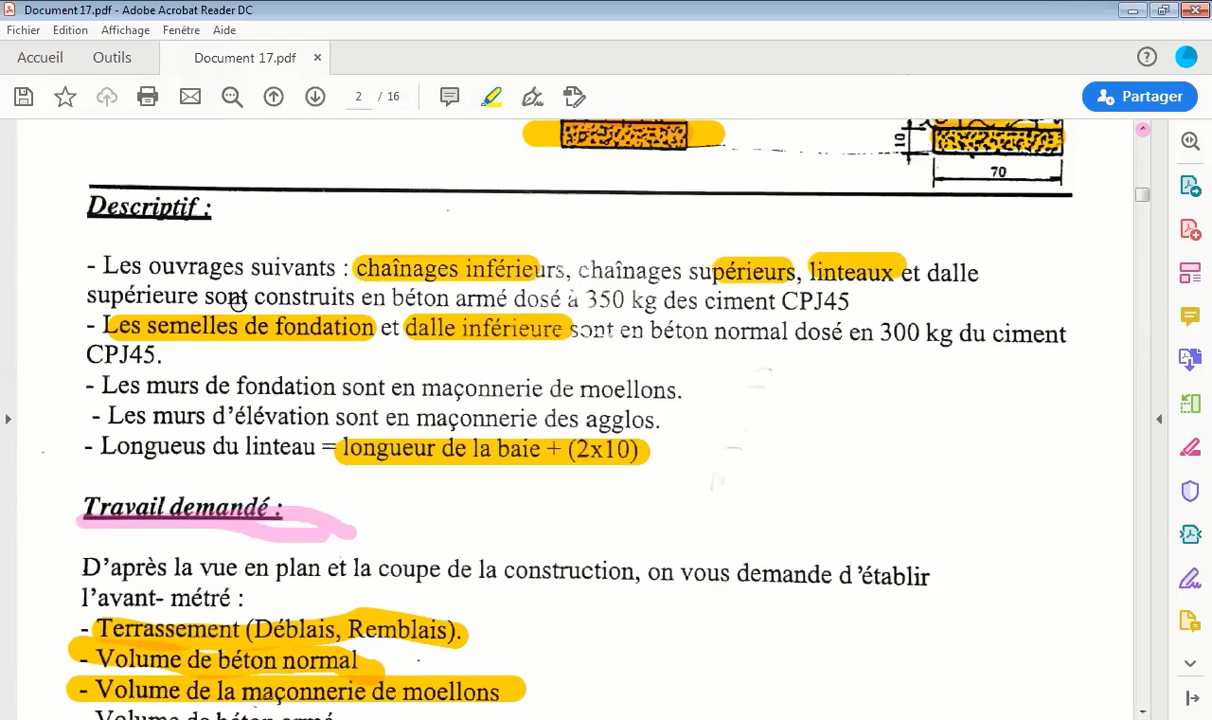 Document 17.pdf - Adobe Acrobat Reader DC
Fichier Edition Affichage Fenêtre Aide
Accueil Outils Document 17.pdf ×
2 / 16
Partager
10
70
Descriptif :
- Les ouvrages suivants : chaînages inférieurs, chaînages supérieurs, linteaux et dalle
supérieure sont construits en béton armé dosé à 350 kg des ciment CPJ45
- Les semelles de fondation et dalle inférieure sont en béton normal dosé en 300 kg du ciment
CPJ45.
- Les murs de fondation sont en maçonnerie de moellons.
- Les murs d'élévation sont en maçonnerie des agglos.
- Longueus du linteau = longueur de la baie + (2x10)
Travail demandé :
D'après la vue en plan et la coupe de la construction, on vous demande d'établir
l'avant- métré :
- Terrassement (Déblais, Remblais).
- Volume de béton normal
- Volume de la maçonnerie de moellons
- Volume de béton armé